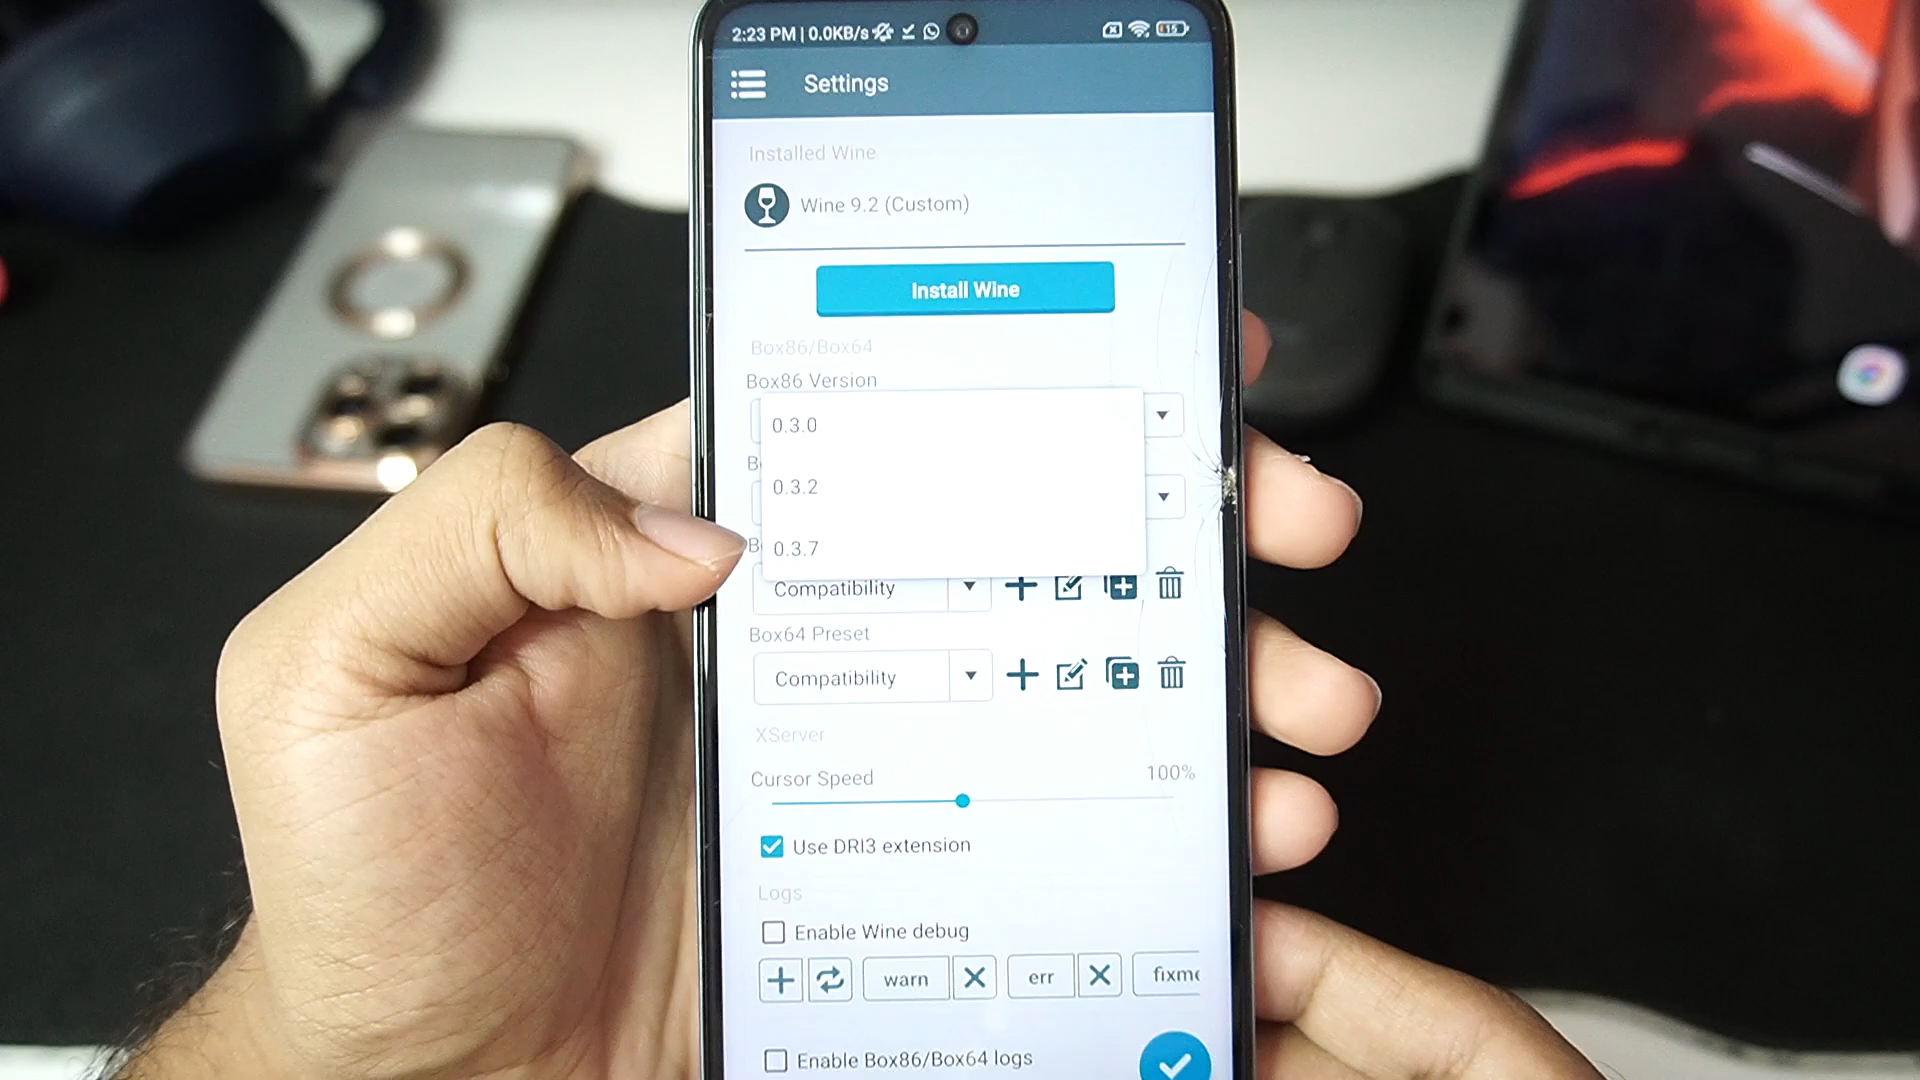 2:23 PM | 0.0KB/s 15
Settings
Installed Wine
Wine 9.2 (Custom)
Install Wine
Box86/Box64
Box86 Version
0.3.0
0.3.2
0.3.7
Compatibility
Box64 Preset
Compatibility
XServer
Cursor Speed 100%
Use DRI3 extension
Logs
Enable Wine debug
warn err fixme
Enable Box86/Box64 logs